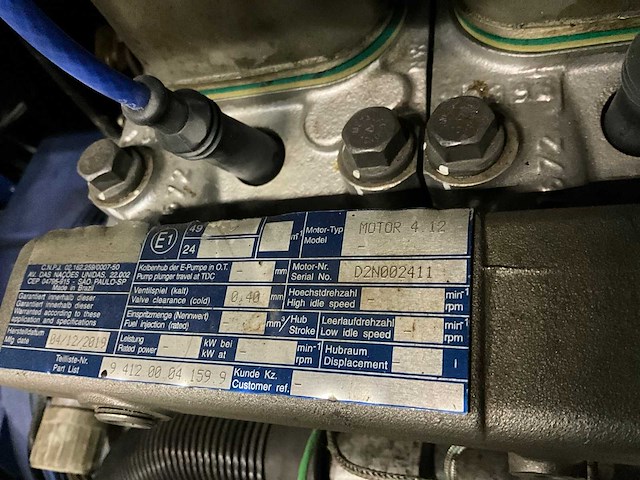 C.N.P.J. 02.162.259/0007-50
AV. DAS NAÇÕES UNIDAS, 22.002
CEP 04795-915 SÃO PAULO-SP
Made in Brazil
Garantiert innenhalb dieser
Garantiert innenhalb dieser
Warranted according to these
application and specifications
Herstelldatum
Mfg date
04/12/2019
Teilliste-Nr.
Part List
9 412 00 04 159 9
E1
49
24
m-1
Kolbenhub der E-Pumpe in O.T.
Pump plunger travel at TDC
-
mm
Ventilspiel (kalt)
Valve clearance (cold)
0,40
mm
Einspritzmenge (Nennwert)
Fuel injection (rated)
mm³/Hub
Stroke
Leistung
Rated power
-
kW bei
kW at
-
min-1
rpm
Kunde Kz.
Customer ref.
-
Motor-Typ
Model
MOTOR 4.12
-
Motor-Nr.
Serial No.
D2N002411
Hoechstdrehzahl
High idle speed
-
min-1
rpm
Leerlaufdrehzahl
Low idle speed
-
min-1
rpm
Hubraum
Displacement
-
l